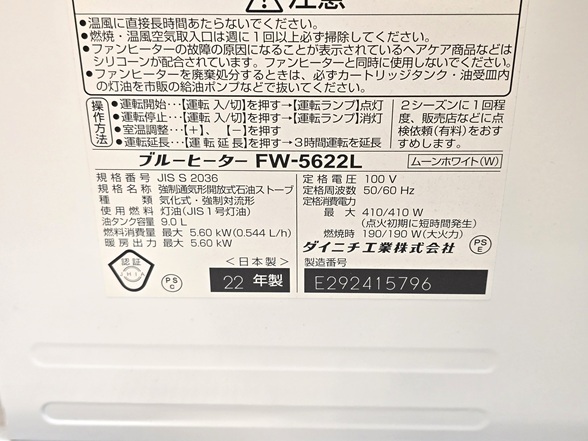 注意
●温風に直接長時間あたらないでください。
●燃焼・温風空気取入口は週に1回以上必ず掃除してください。
●ファンヒーターの故障の原因になることが表示されているヘアケア商品などは
シリコーンが配合されています。ファンヒーターと同時に使用しないでください。
●ファンヒーターを廃棄処分するときは、必ずカートリッジタンク・油受皿内
の灯油を市販の給油ポンプなどで抜いてください。
操作方法
●運転開始…【運転 入/切】を押す→【運転ランプ】点灯
●運転停止…【運転 入/切】を押す→【運転ランプ】消灯
●室温調整…【+】、【-】を押す
●運転延長…【運転延長】を押す→3時間運転を延長
2シーズンに1回程
度、販売店などに点
検依頼(有料)をおす
すめします。
ブルーヒーター FW-5622L ムーンホワイト(W)
規格番号 JIS S 2036
規格名称 強制通気形開放式石油ストーブ
種類 気化式・強制対流形
使用燃料 灯油(JIS1号灯油)
油タンク容量 9.0L
燃料消費量 最大 5.60kW(0.544L/h)
暖房出力 最大 5.60kW
定格電圧 100V
定格周波数 50/60Hz
定格消費電力
最大 410/410W
(点火初期に短時間発生)
燃焼時 190/190W(大火力)
ダイニチ工業株式会社
PS
E
認証
JHIA
PS
C
<日本製>
22年製
製造番号
E292415796